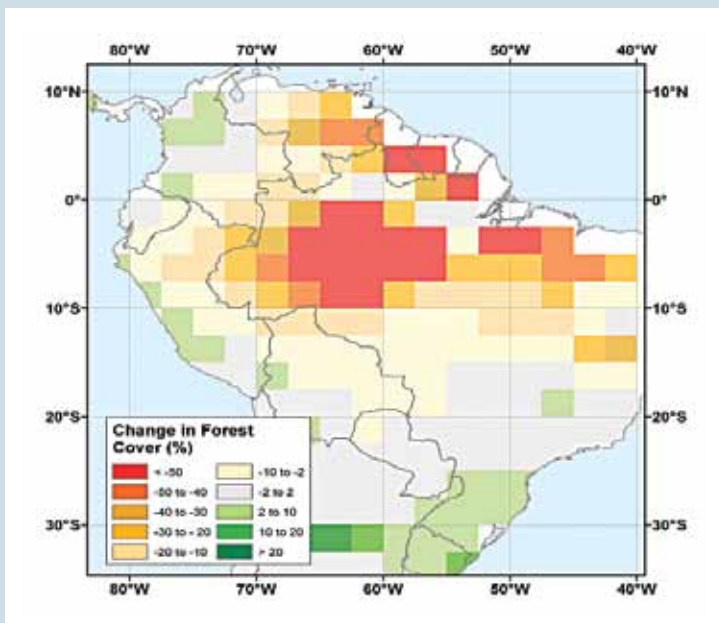 80°W 70°W 60°W 50°W 40°W
10°N 10°N
0° 0°
10°S 10°S
20°S 20°S
30°S 30°S
Change in Forest
Cover (%)
< -50 -10 to -2
-50 to -40 -2 to 2
-40 to -30 2 to 10
-30 to - 20 10 to 20
-20 to -10 > 20
80°W 70°W 60°W 50°W 40°W